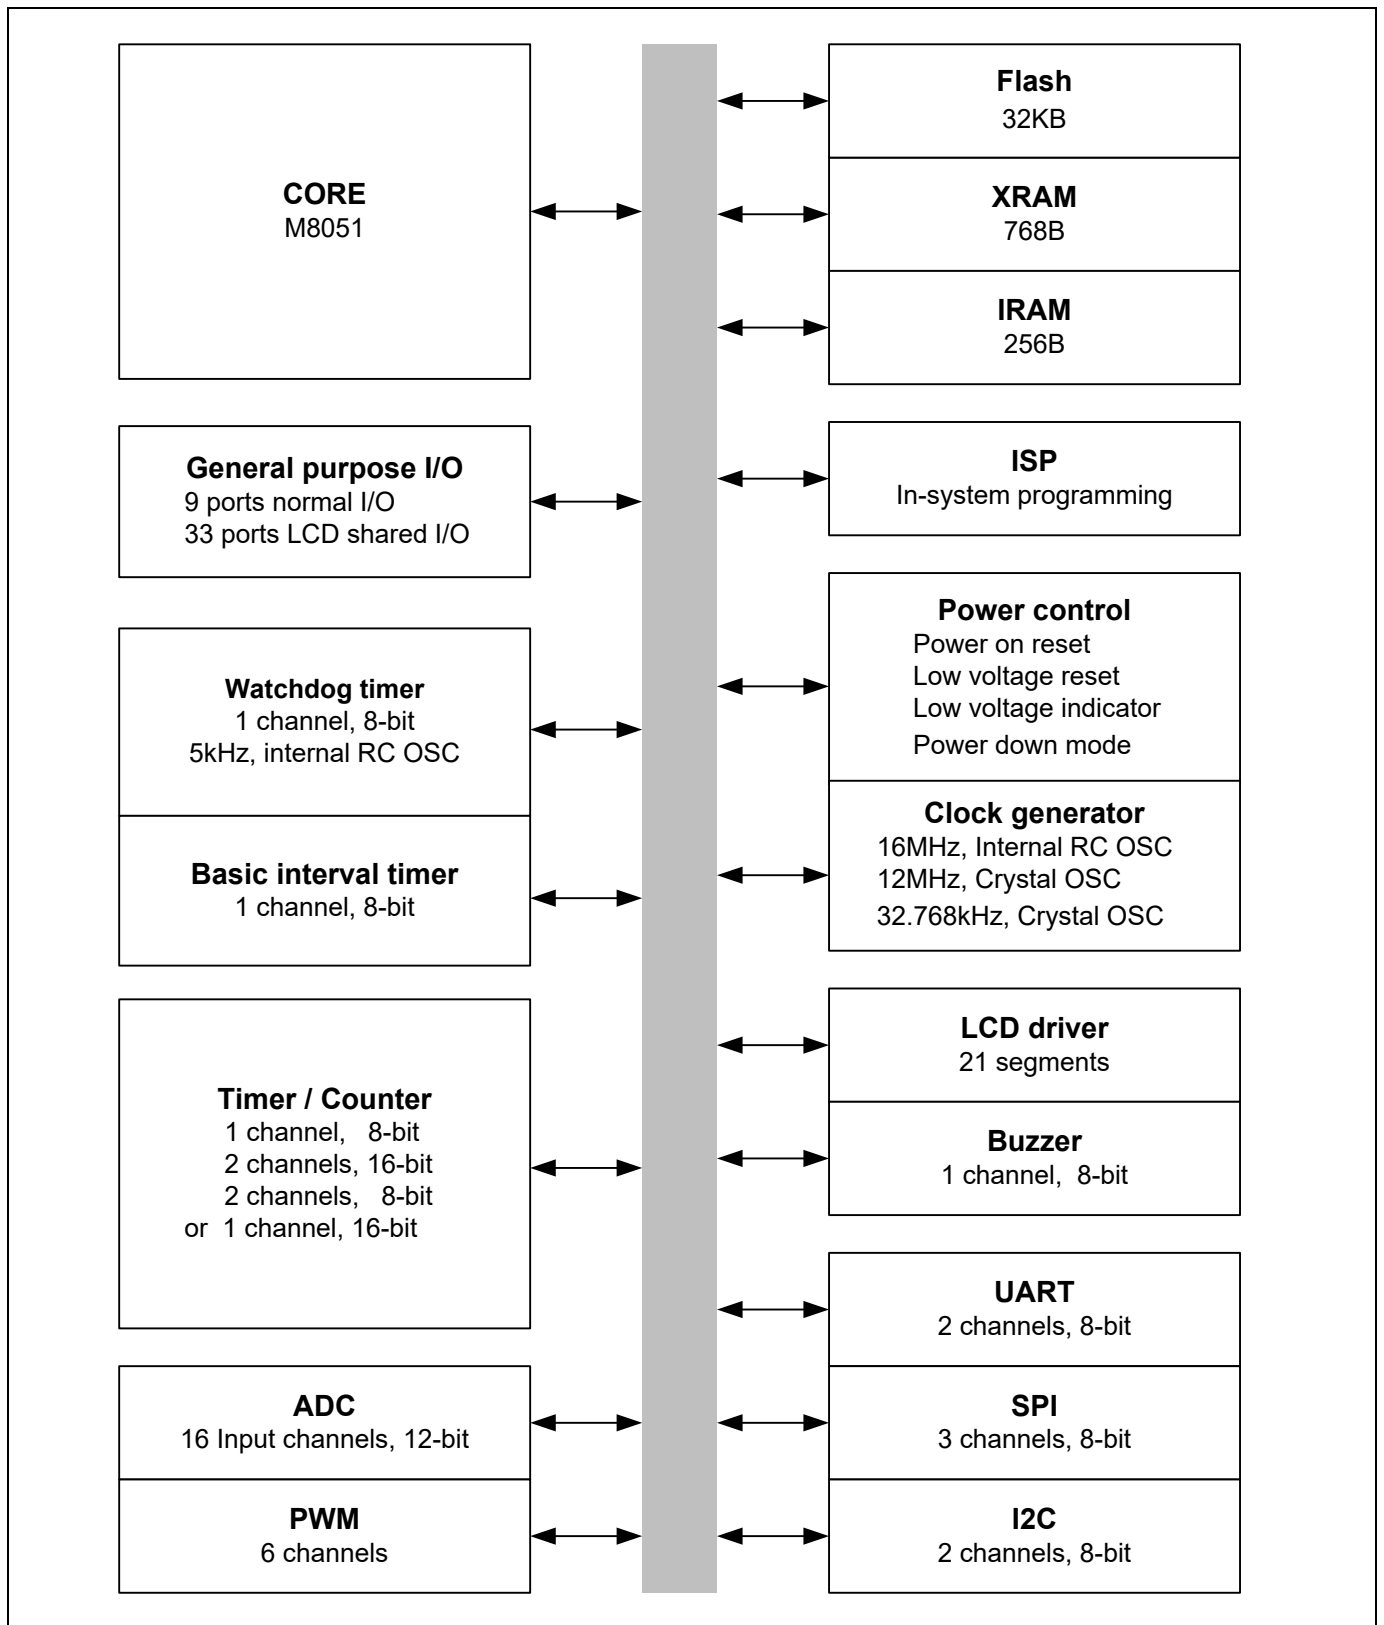 CORE
M8051
General purpose I/O
9 ports normal I/O
33 ports LCD shared I/O
Watchdog timer
1 channel, 8-bit
5kHz, internal RC OSC
Basic interval timer
1 channel, 8-bit
Timer / Counter
1 channel, 8-bit
2 channels, 16-bit
2 channels, 8-bit
or 1 channel, 16-bit
ADC
16 Input channels, 12-bit
PWM
6 channels
Flash
32KB
XRAM
768B
IRAM
256B
ISP
In-system programming
Power control
Power on reset
Low voltage reset
Low voltage indicator
Power down mode
Clock generator
16MHz, Internal RC OSC
12MHz, Crystal OSC
32.768kHz, Crystal OSC
LCD driver
21 segments
Buzzer
1 channel, 8-bit
UART
2 channels, 8-bit
SPI
3 channels, 8-bit
I2C
2 channels, 8-bit